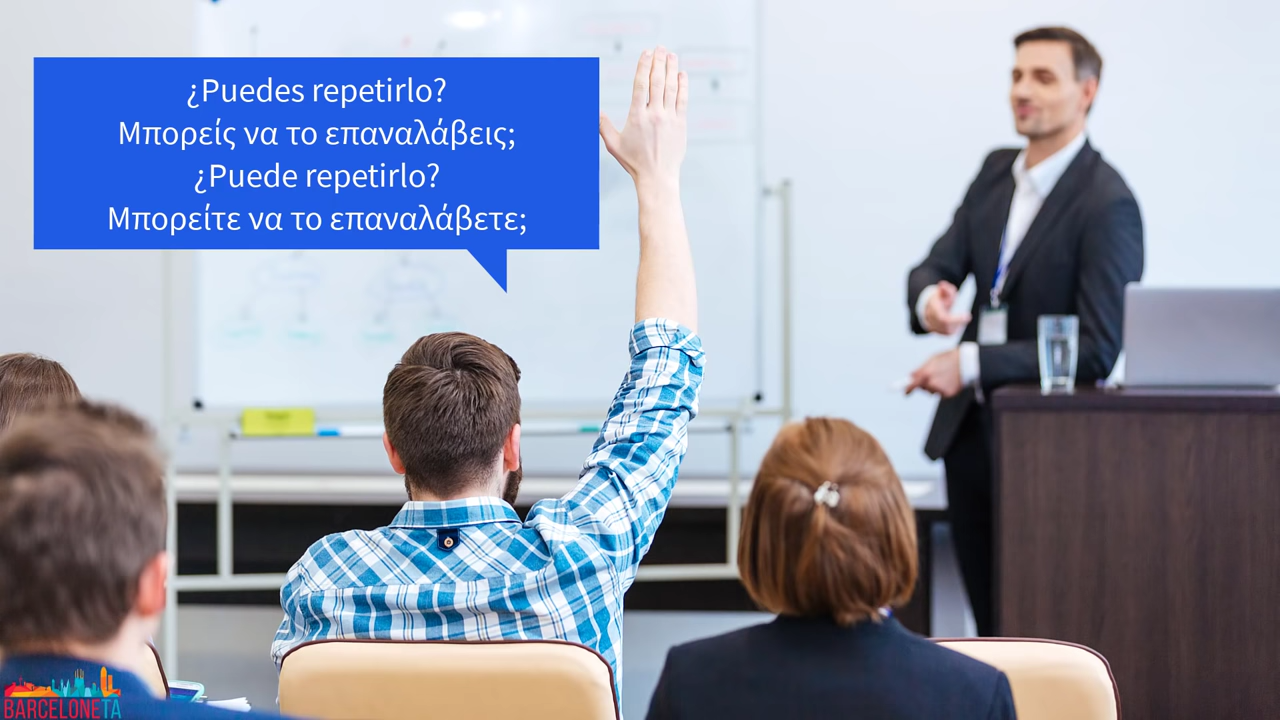 ¿Puedes repetirlo?
Μπορείς να το επαναλάβεις;
¿Puede repetirlo?
Μπορείτε να το επαναλάβετε;
BARCELONETA